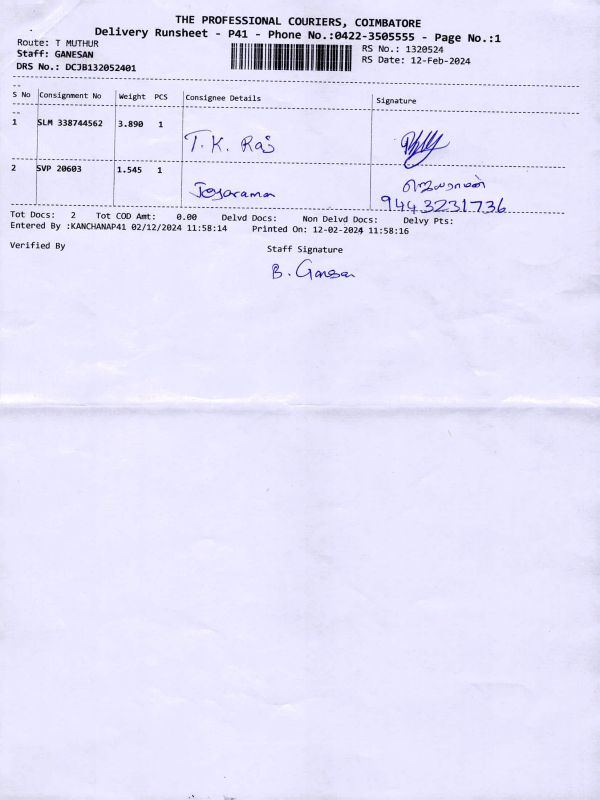 THE PROFESSIONAL COURIERS, COIMBATORE
Delivery Runsheet - P41 - Phone No.:0422-3505555 - Page No.:1
Route: T MUTHUR
RS No.: 1320524
Staff: GANESAN
RS Date: 12-Feb-2024
DRS No.: DCJB132052401
S No Consignment No Weight PCS Consignee Details Signature
1 SLM 338744562 3.890 1 T. K. Raj
2 SVP 20603 1.545 1 Jeyaraman ஜெயராமன்
9443231736
Tot Docs: 2 Tot COD Amt: 0.00 Delvd Docs: Non Delvd Docs: Delvy Pts:
Entered By :KANCHANAP41 02/12/2024 11:58:14 Printed On: 12-02-2024 11:58:16
Verified By Staff Signature
B. Ganesan